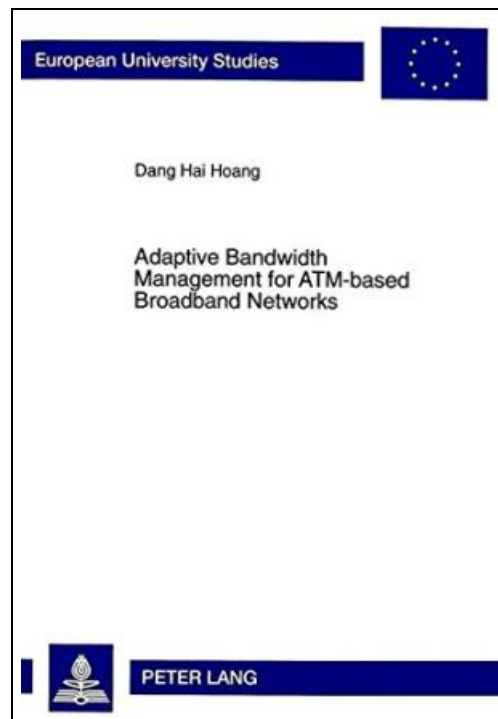 European University Studies
Dang Hai Hoang
Adaptive Bandwidth
Management for ATM-based
Broadband Networks
PETER LANG